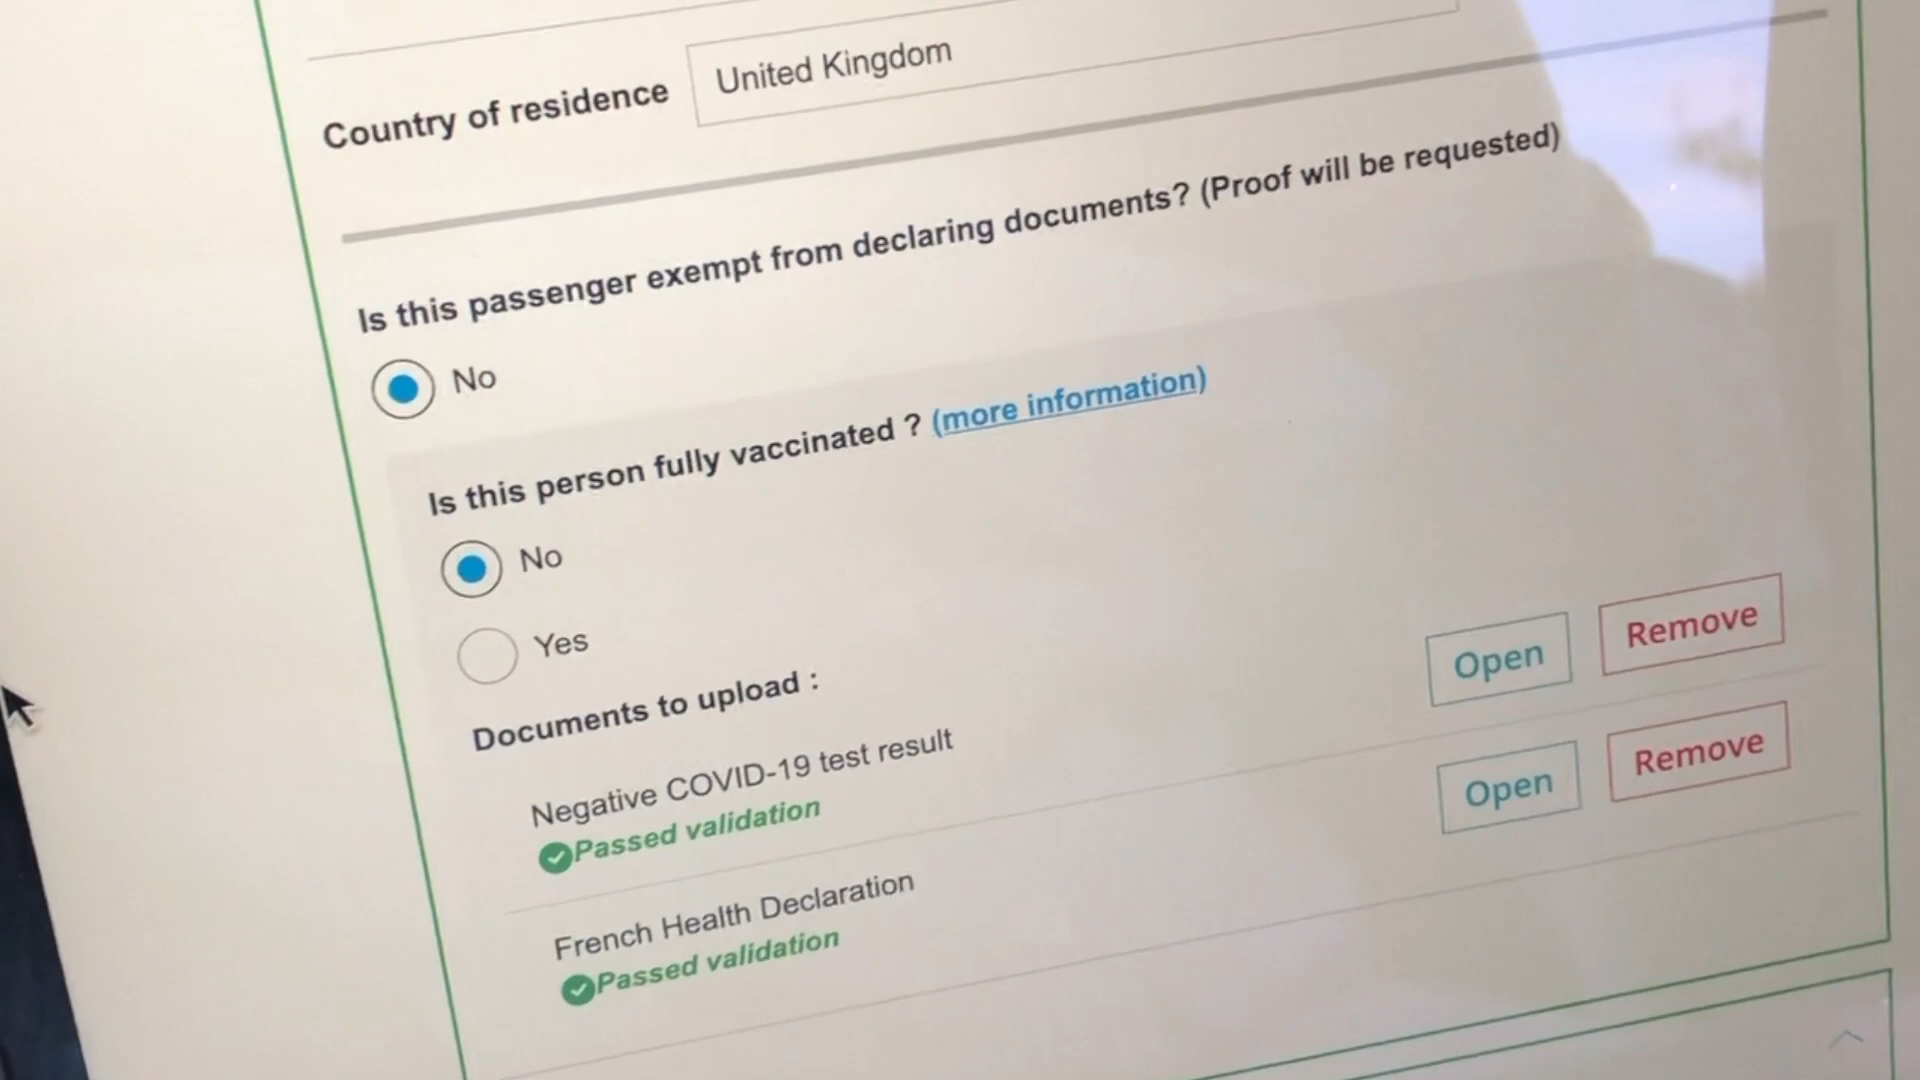 Country of residence United Kingdom
Is this passenger exempt from declaring documents? (Proof will be requested)
No
Is this person fully vaccinated ? (more information)
No
Yes
Documents to upload :
Negative COVID-19 test result
Passed validation
Open Remove
French Health Declaration
Passed validation
Open Remove